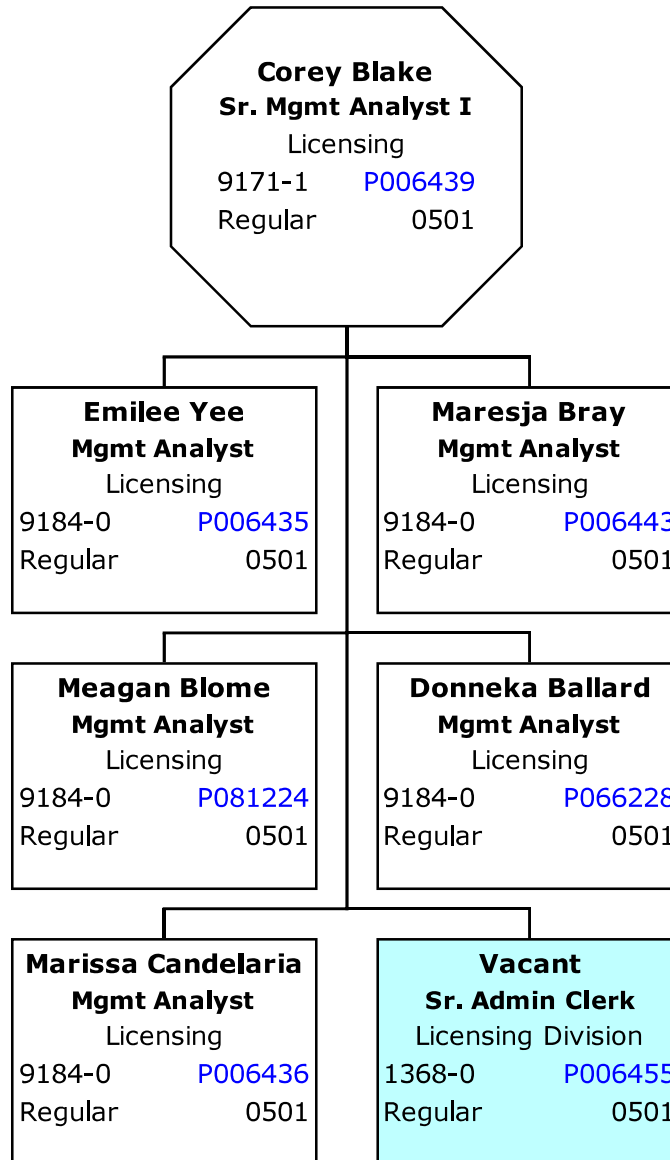 Corey Blake
Sr. Mgmt Analyst I
Licensing
9171-1 P006439
Regular 0501
Emilee Yee
Mgmt Analyst
Licensing
9184-0 P006435
Regular 0501
Maresja Bray
Mgmt Analyst
Licensing
9184-0 P006443
Regular 0501
Meagan Blome
Mgmt Analyst
Licensing
9184-0 P081224
Regular 0501
Donneka Ballard
Mgmt Analyst
Licensing
9184-0 P066228
Regular 0501
Marissa Candelaria
Mgmt Analyst
Licensing
9184-0 P006436
Regular 0501
Vacant
Sr. Admin Clerk
Licensing Division
1368-0 P006455
Regular 0501